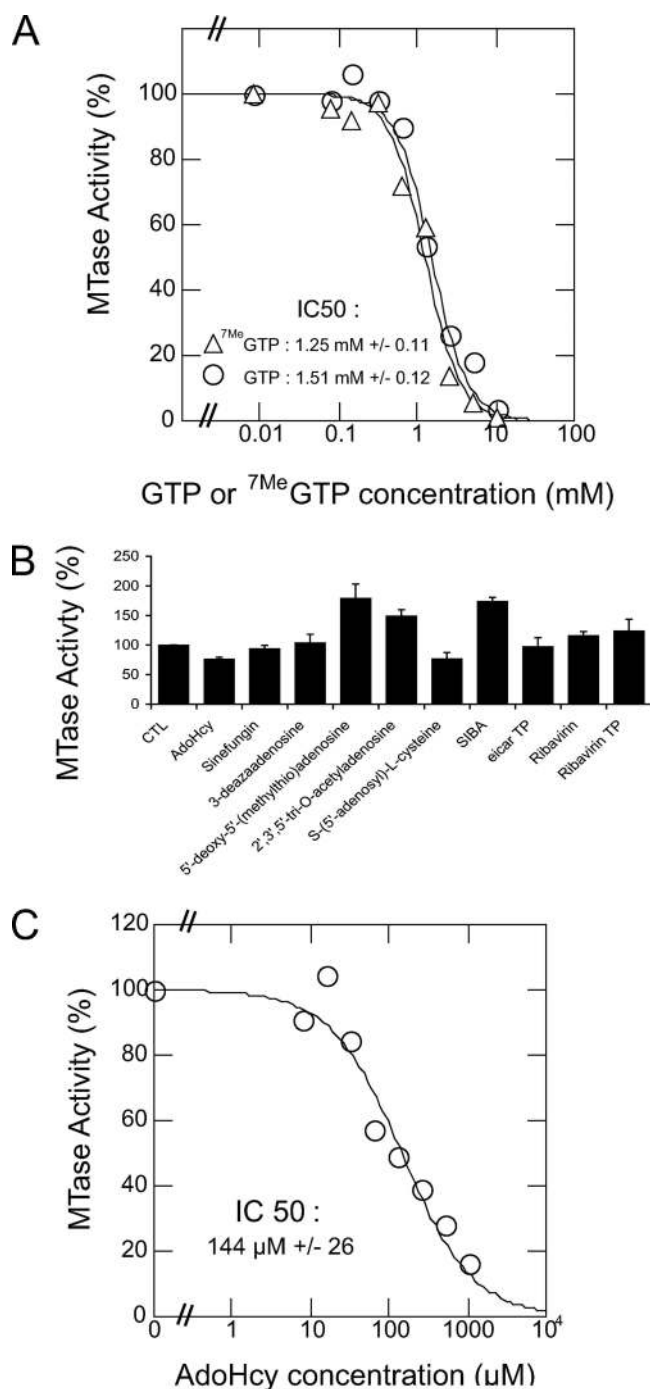 A
MTase Activity (%)
100
80
60
40
20
0
IC50 :
7MeGTP : 1.25 mM +/- 0.11
GTP : 1.51 mM +/- 0.12
0.01
0.1
1
10
100
GTP or 7MeGTP concentration (mM)
B
MTase Activty (%)
250
200
150
100
50
0
CTL
AdoHcy
Sinefungin
3-deazaadenosine
5'-deoxy-5'-(methylthio)adenosine
2',3',5'-tri-O-acetyladenosine
S-(5'-adenosyl)-L-cysteine
SIBA
eicar TP
Ribavirin
Ribavirin TP
C
MTase Activity (%)
120
100
80
60
40
20
0
IC 50 :
144 µM +/- 26
0
1
10
100
1000
10⁴
AdoHcy concentration (µM)